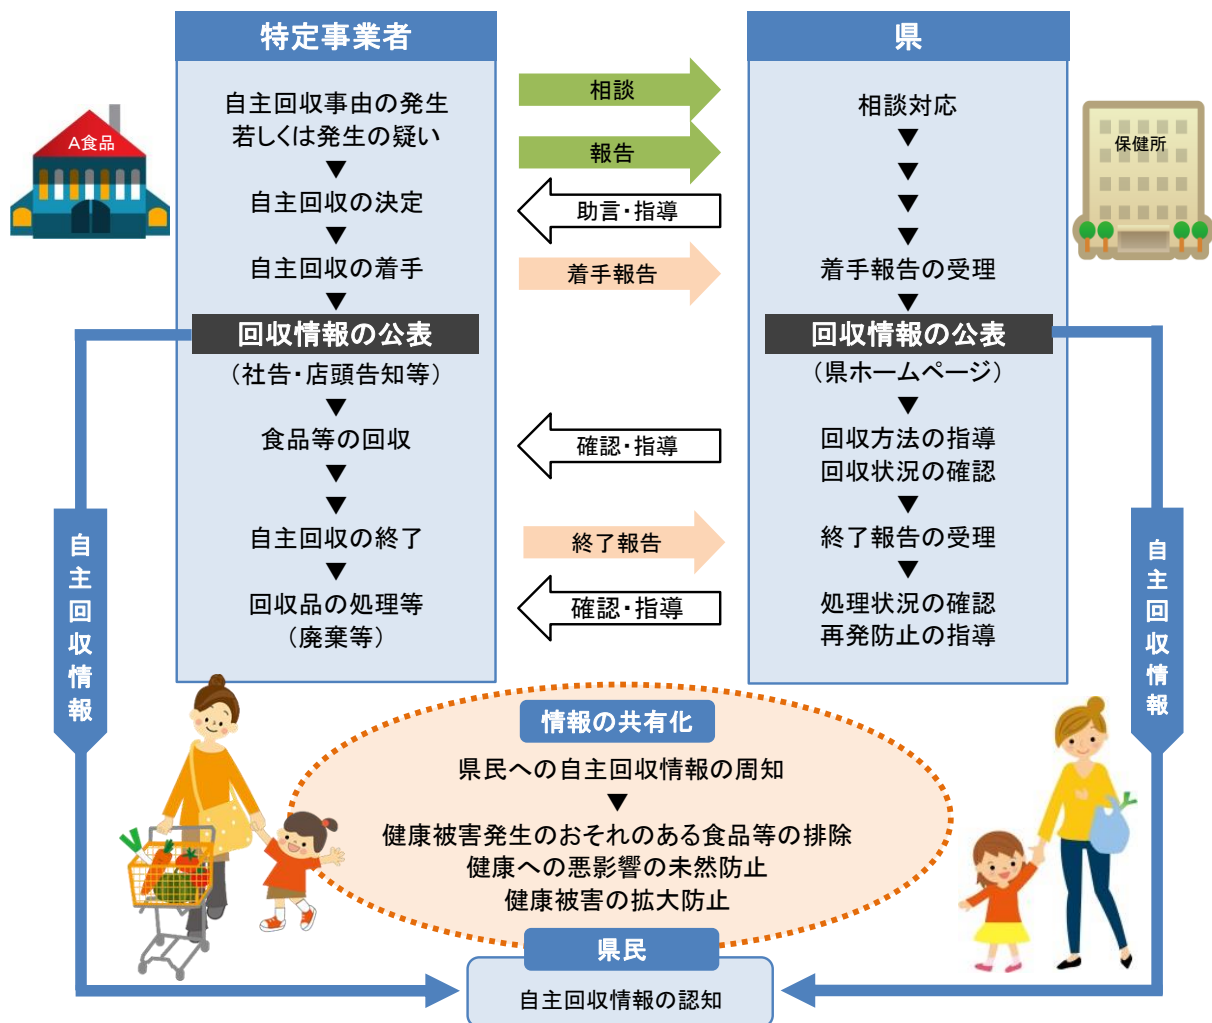 特定事業者
自主回収事由の発生
若しくは発生の疑い
▼
自主回収の決定
▼
自主回収の着手
▼
回収情報の公表
（社告・店頭告知等）
▼
食品等の回収
▼
▼
自主回収の終了
▼
回収品の処理等
（廃棄等）
A食品
相談
報告
助言・指導
着手報告
確認・指導
終了報告
確認・指導
県
相談対応
▼
▼
▼
▼
着手報告の受理
▼
回収情報の公表
（県ホームページ）
▼
回収方法の指導
回収状況の確認
▼
終了報告の受理
▼
処理状況の確認
再発防止の指導
保健所
自主回収情報
自主回収情報
情報の共有化
県民への自主回収情報の周知
▼
健康被害発生のおそれのある食品等の排除
健康への悪影響の未然防止
健康被害の拡大防止
県民
自主回収情報の認知